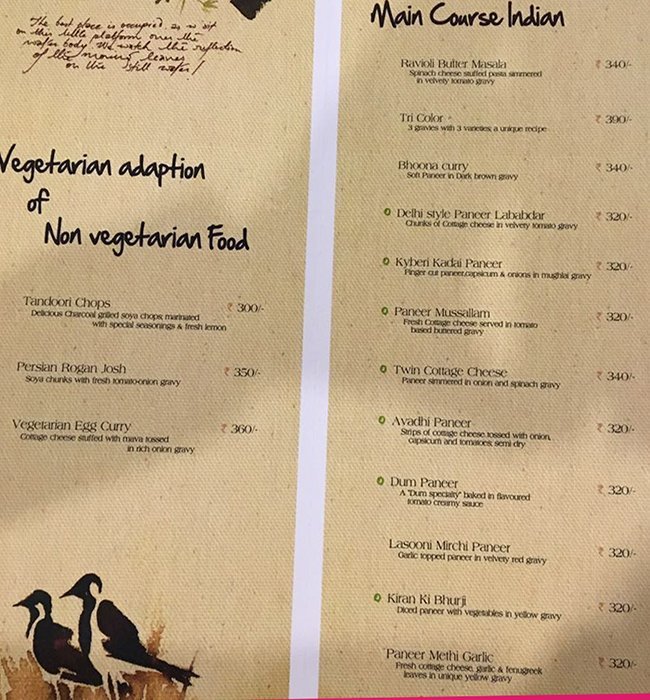 The best place is occupied as we sit
on this little platform over the
water body. We watch the reflection
of the moving leaves
on the still water!
Vegetarian adaption
of
Non vegetarian Food
Tandoori Chops ₹ 300/-
Delicious Charcoal grilled soya chops; marinated
with special seasonings & fresh lemon
Persian Rogan Josh ₹ 350/-
Soya chunks with fresh tomato-onion gravy
Vegetarian Egg Curry ₹ 360/-
Cottage cheese stuffed with mava tossed
in rich onion gravy
Main Course Indian
Ravioli Butter Masala ₹ 340/-
Spinach cheese stuffed pasta simmered
in velvety tomato gravy
Tri Color ₹ 390/-
3 gravies with 3 varieties; a unique recipe
Bhoona curry ₹ 340/-
Soft Paneer in Dark brown gravy
Delhi style Paneer Lababdar ₹ 320/-
Chunks of Cottage cheese in velvety tomato gravy
Kyberi Kadai Paneer ₹ 320/-
Finger cut paneer,capsicum & onions in mughlai gravy
Paneer Mussallam ₹ 320/-
Fresh Cottage cheese served in tomato
based buttered gravy
Twin Cottage Cheese ₹ 340/-
Paneer simmered in onion and spinach gravy
Avadhi Paneer ₹ 320/-
Strips of cottage cheese tossed with onion,
capsicum and tomatoes; semi dry
Dum Paneer ₹ 320/-
A "Dum specialty" baked in flavoured
tomato creamy sauce
Lasooni Mirchi Paneer ₹ 320/-
Garlic topped paneer in velvety red gravy
Kiran Ki Bhurji ₹ 320/-
Diced paneer with vegetables in yellow gravy
Paneer Methi Garlic ₹ 320/-
Fresh cottage cheese, garlic & fenugreek
leaves in unique yellow gravy